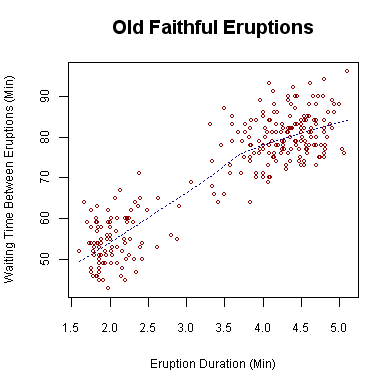 Old Faithful Eruptions
Waiting Time Between Eruptions (Min)
90
80
70
60
50
1.5 2.0 2.5 3.0 3.5 4.0 4.5 5.0
Eruption Duration (Min)